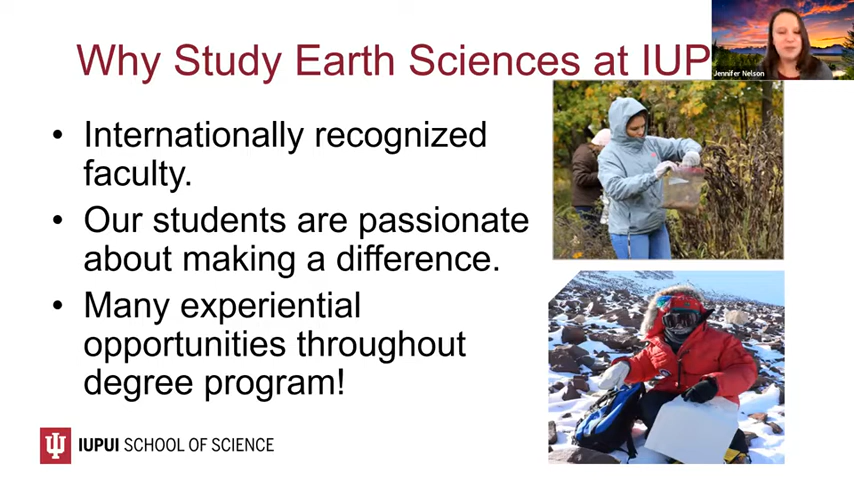 Why Study Earth Sciences at IUP
Jennifer Nelson
• Internationally recognized
faculty.
• Our students are passionate
about making a difference.
• Many experiential
opportunities throughout
degree program!
IUPUI SCHOOL OF SCIENCE